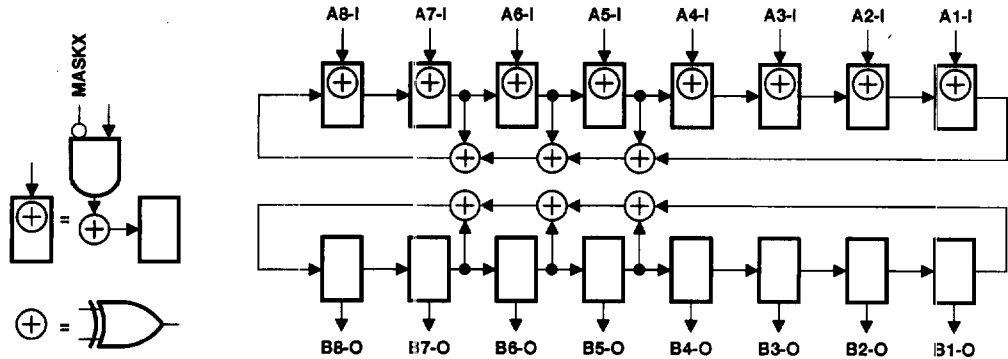 A8-I A7-I A6-I A5-I A4-I A3-I A2-I A1-I
MASKX
=
=
B8-O B7-O B6-O B5-O B4-O B3-O B2-O B1-O